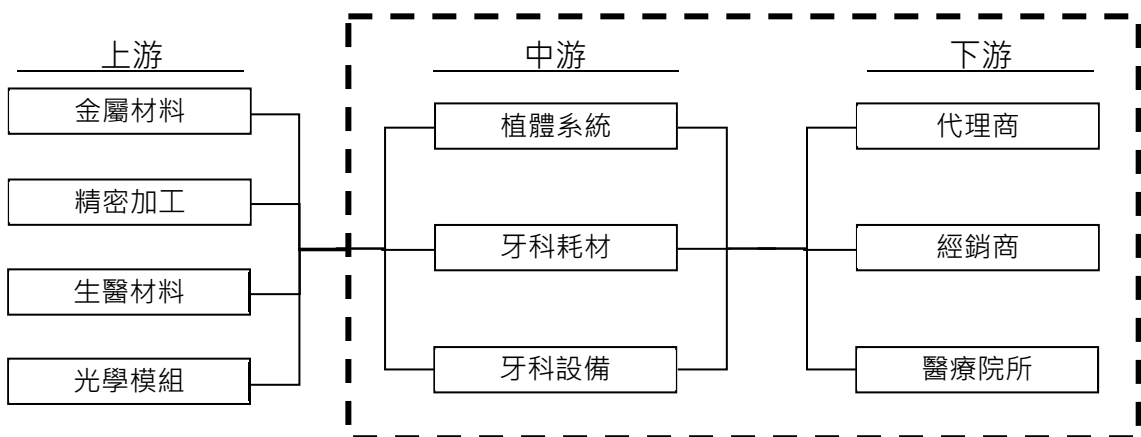 上游
金屬材料
精密加工
生醫材料
光學模組
中游
植體系統
牙科耗材
牙科設備
下游
代理商
經銷商
醫療院所